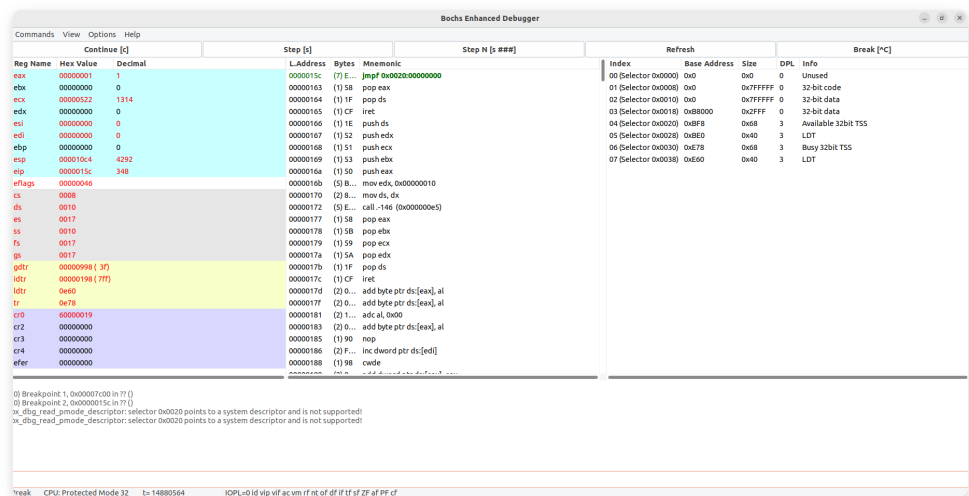 Bochs Enhanced Debugger
Commands View Options Help
Continue [c] Step [s] Step N [s ###] Refresh Break [^C]
Reg Name Hex Value Decimal L.Address Bytes Mnemonic Index Base Address Size DPL Info
eax 00000001 1 0000015c (7) E... jmpf 0x0020:00000000 00 (Selector 0x0000) 0x0 0x0 0 Unused
ebx 00000000 0 00000163 (1) 58 pop eax 01 (Selector 0x0008) 0x0 0x7FFFFF 0 32-bit code
ecx 00000522 1314 00000164 (1) 1F pop ds 02 (Selector 0x0010) 0x0 0x7FFFFF 0 32-bit data
edx 00000000 0 00000165 (1) CF iret 03 (Selector 0x0018) 0xB8000 0x2FFF 0 32-bit data
esi 00000000 0 00000166 (1) 1E push ds 04 (Selector 0x0020) 0xBF8 0x68 3 Available 32bit TSS
edi 00000000 0 00000167 (1) 52 push edx 05 (Selector 0x0028) 0xBE0 0x40 3 LDT
ebp 00000000 0 00000168 (1) 51 push ecx 06 (Selector 0x0030) 0xE78 0x68 3 Busy 32bit TSS
esp 000010c4 4292 00000169 (1) 53 push ebx 07 (Selector 0x0038) 0xE60 0x40 3 LDT
eip 0000015c 348 0000016a (1) 50 push eax
eflags 00000046 0000016b (5) B... mov edx, 0x00000010
cs 0008 00000170 (2) 8... mov ds, dx
ds 0010 00000172 (5) E... call .-146 (0x000000e5)
es 0017 00000177 (1) 58 pop eax
ss 0010 00000178 (1) 5B pop ebx
fs 0017 00000179 (1) 59 pop ecx
gs 0017 0000017a (1) 5A pop edx
gdtr 00000998 ( 3f) 0000017b (1) 1F pop ds
idtr 00000198 ( 7ff) 0000017c (1) CF iret
ldtr 0e60 0000017d (2) 0... add byte ptr ds:[eax], al
tr 0e78 0000017f (2) 0... add byte ptr ds:[eax], al
cr0 60000019 00000181 (2) 1... adc al, 0x00
cr2 00000000 00000183 (2) 0... add byte ptr ds:[eax], al
cr3 00000000 00000185 (1) 90 nop
cr4 00000000 00000186 (2) F... inc dword ptr ds:[edi]
efer 00000000 00000188 (1) 98 cwde
0) Breakpoint 1, 0x00007c00 in ?? ()
0) Breakpoint 2, 0x0000015c in ?? ()
ox_dbg_read_pmode_descriptor: selector 0x0020 points to a system descriptor and is not supported!
ox_dbg_read_pmode_descriptor: selector 0x0020 points to a system descriptor and is not supported!
Break CPU: Protected Mode 32 t= 14880564 IOPL=0 id vip vif ac vm rf nt of df if tf sf ZF af PF cf